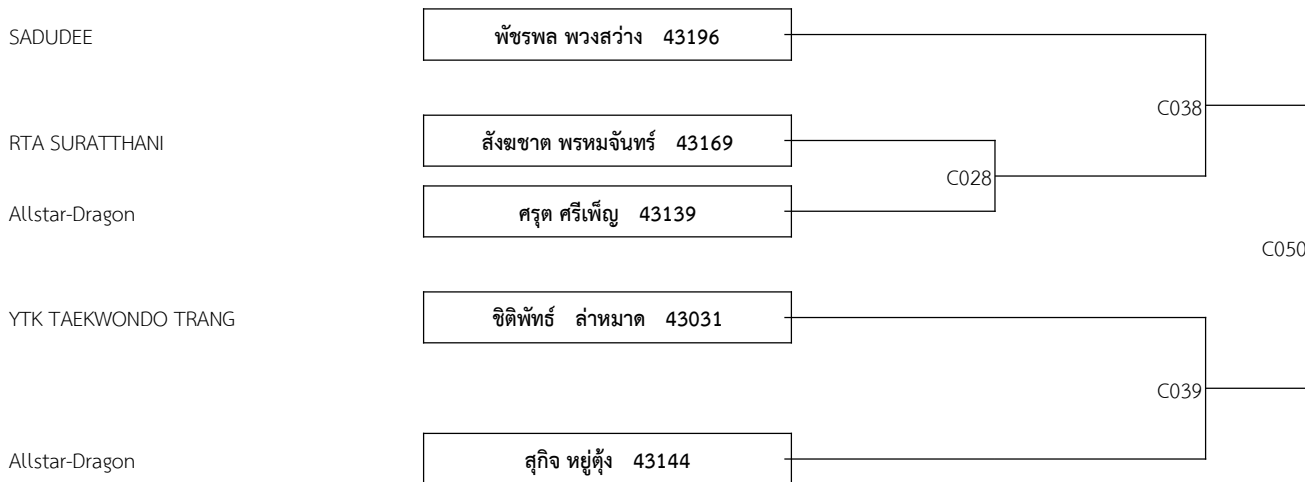 SADUDEE
พัชรพล พวงสว่าง 43196
C038
RTA SURATTHANI
สังฆชาต พรหมจันทร์ 43169
C028
Allstar-Dragon
ศรุต ศรีเพ็ญ 43139
C050
YTK TAEKWONDO TRANG
ชิติพัทธ์ ล่าหมาด 43031
C039
Allstar-Dragon
สุกิจ หยู่ตุ้ง 43144